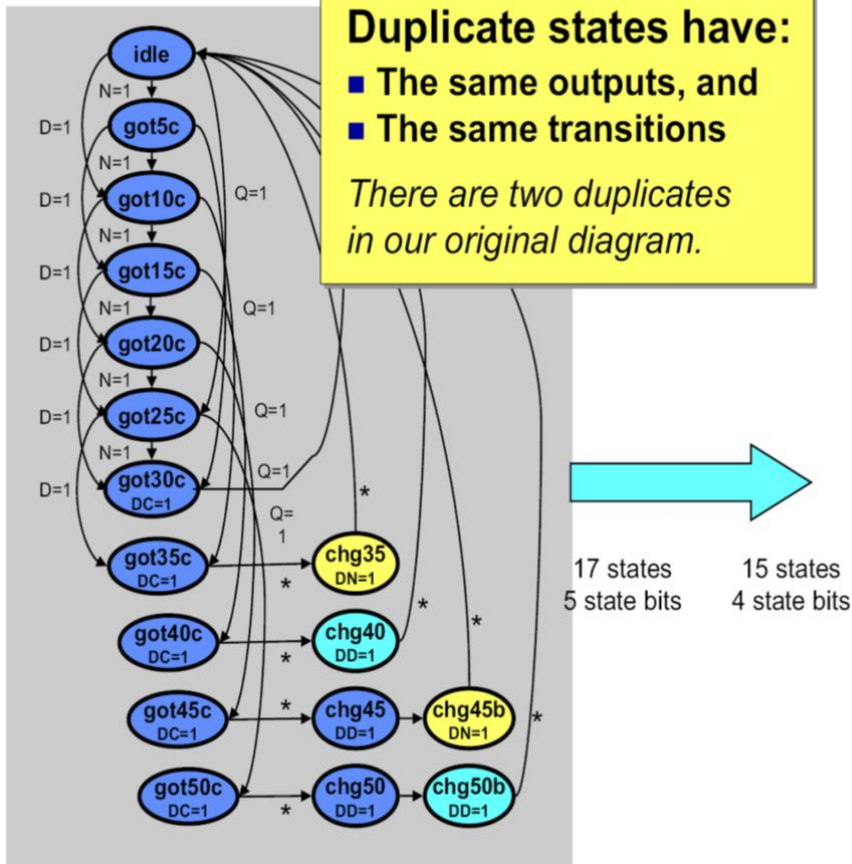 Duplicate states have:
■ The same outputs, and
■ The same transitions
There are two duplicates
in our original diagram.
idle
N=1
D=1
got5c
N=1
D=1
got10c
Q=1
N=1
D=1
got15c
N=1
Q=1
D=1
got20c
N=1
D=1
got25c
Q=1
N=1
D=1
got30c
DC=1
Q=1
*
Q=
1
got35c
DC=1
*
chg35
DN=1
17 states
5 state bits
15 states
4 state bits
got40c
DC=1
*
chg40
DD=1
*
*
got45c
DC=1
*
chg45
DD=1
chg45b
DN=1
*
got50c
DC=1
*
chg50
DD=1
chg50b
DD=1